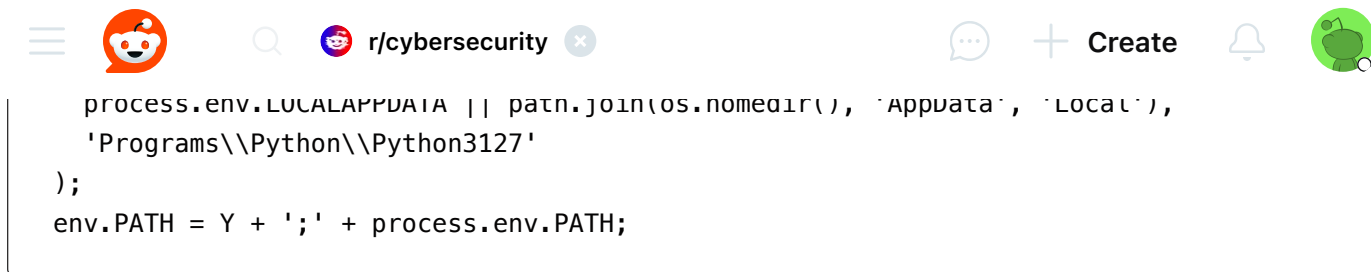 r/cybersecurity
Create
process.env.LOCALAPPDATA || path.join(os.homedir(), 'AppData', 'Local'),
'Programs\\Python\\Python3127'
);
env.PATH = Y + ';' + process.env.PATH;